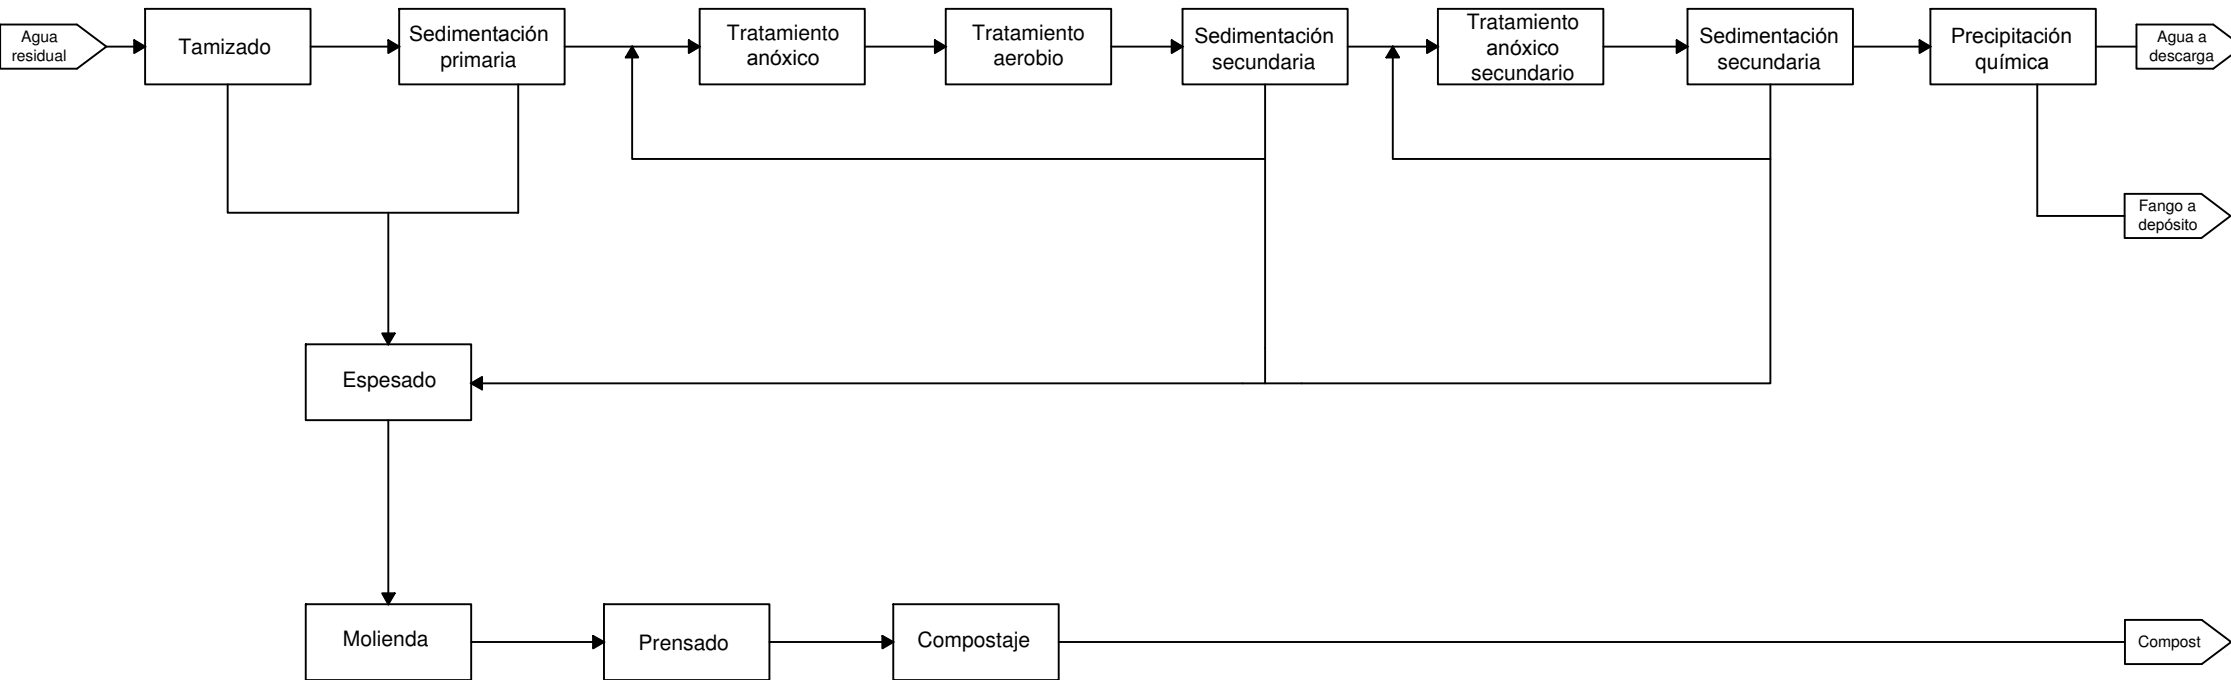 Agua
residual
Tamizado
Sedimentación
primaria
Tratamiento
anóxico
Tratamiento
aerobio
Sedimentación
secundaria
Tratamiento
anóxico
secundario
Sedimentación
secundaria
Precipitación
química
Agua a
descarga
Fango a
depósito
Espesado
Molienda
Prensado
Compostaje
Compost